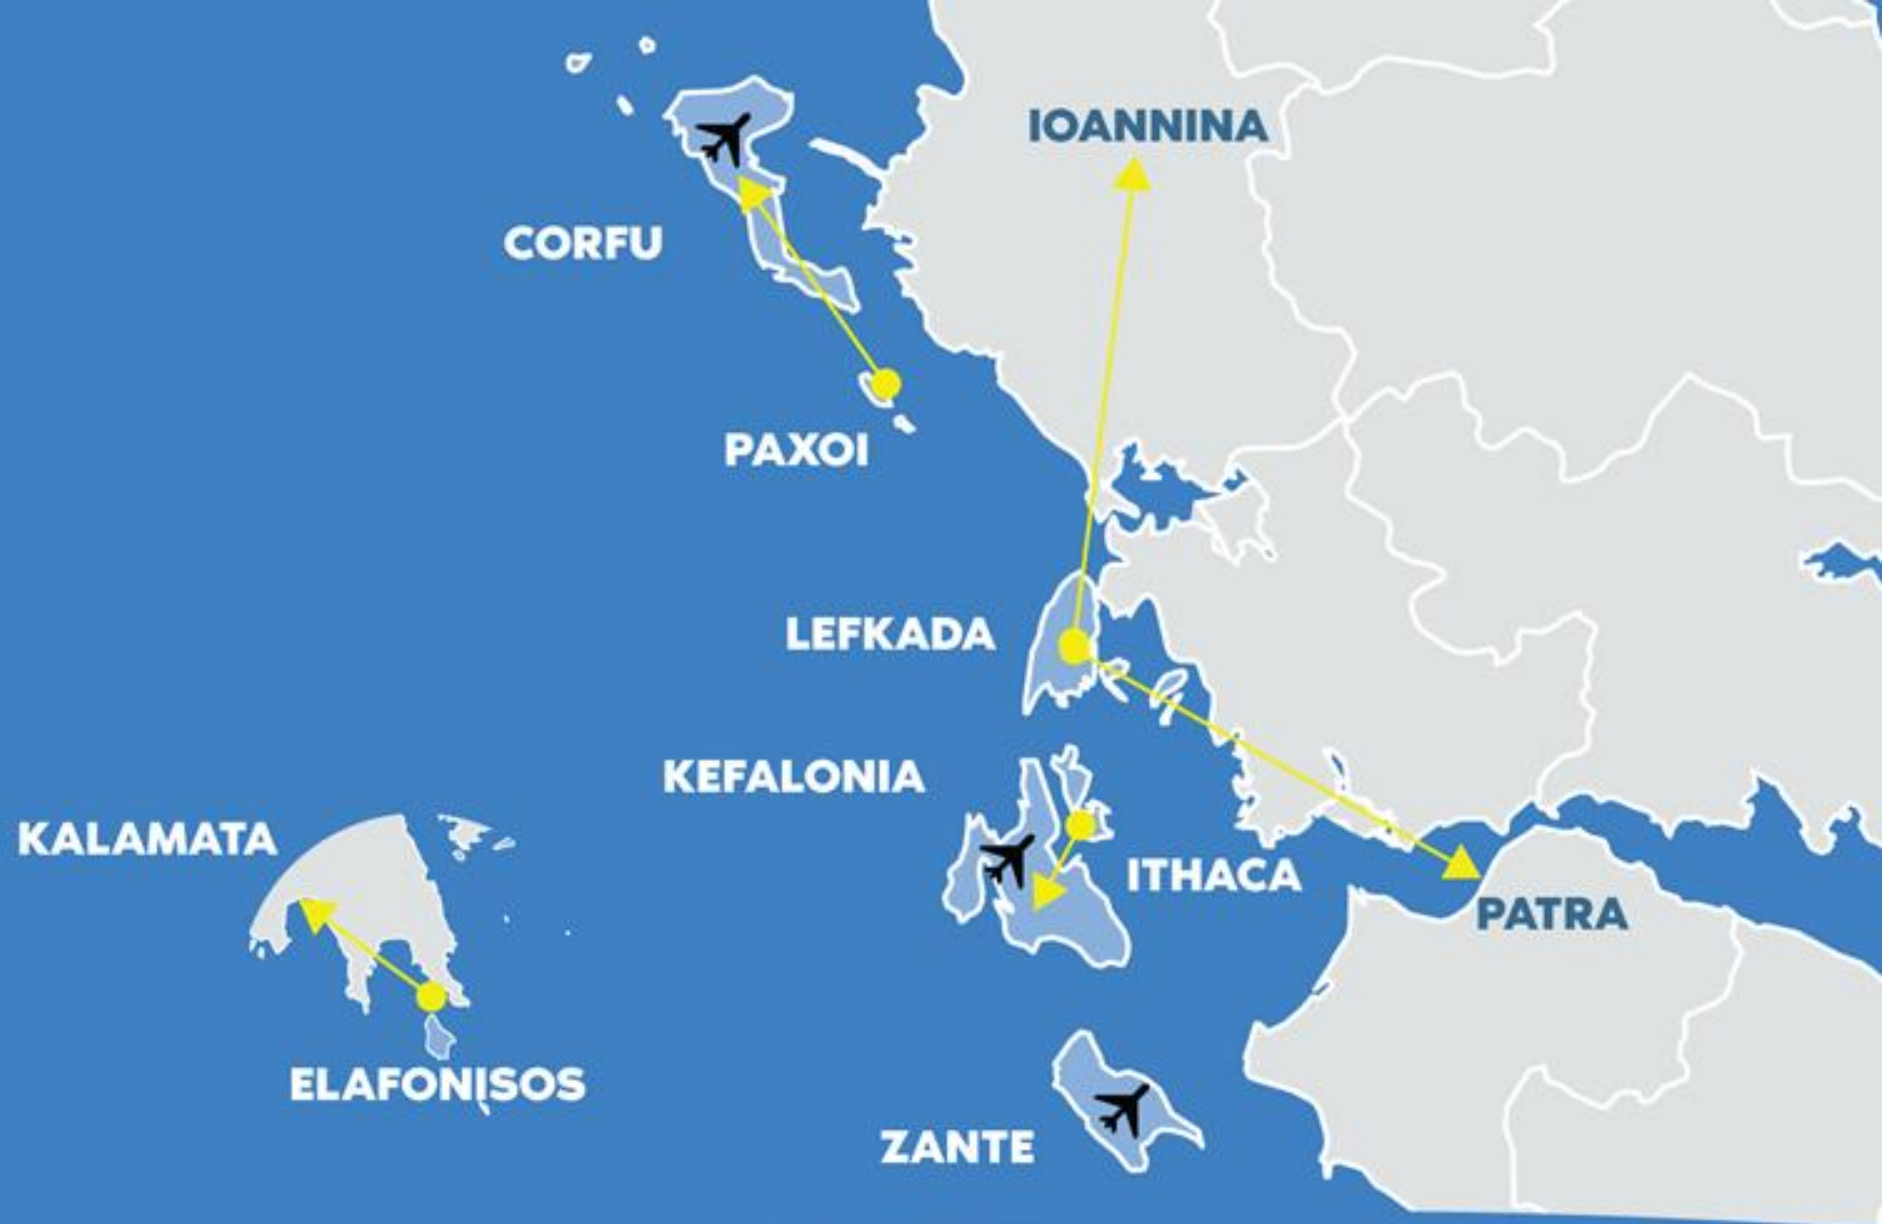 IOANNINA
CORFU
PAXOI
LEFKADA
KEFALONIA
KALAMATA
ITHACA
PATRA
ELAFONISOS
ZANTE